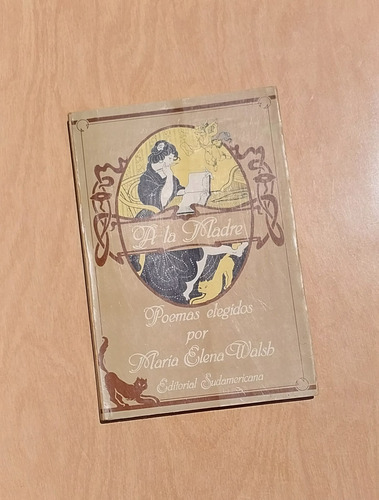 A la Madre
Poemas elegidos
por
María Elena Walsh
Editorial Sudamericana